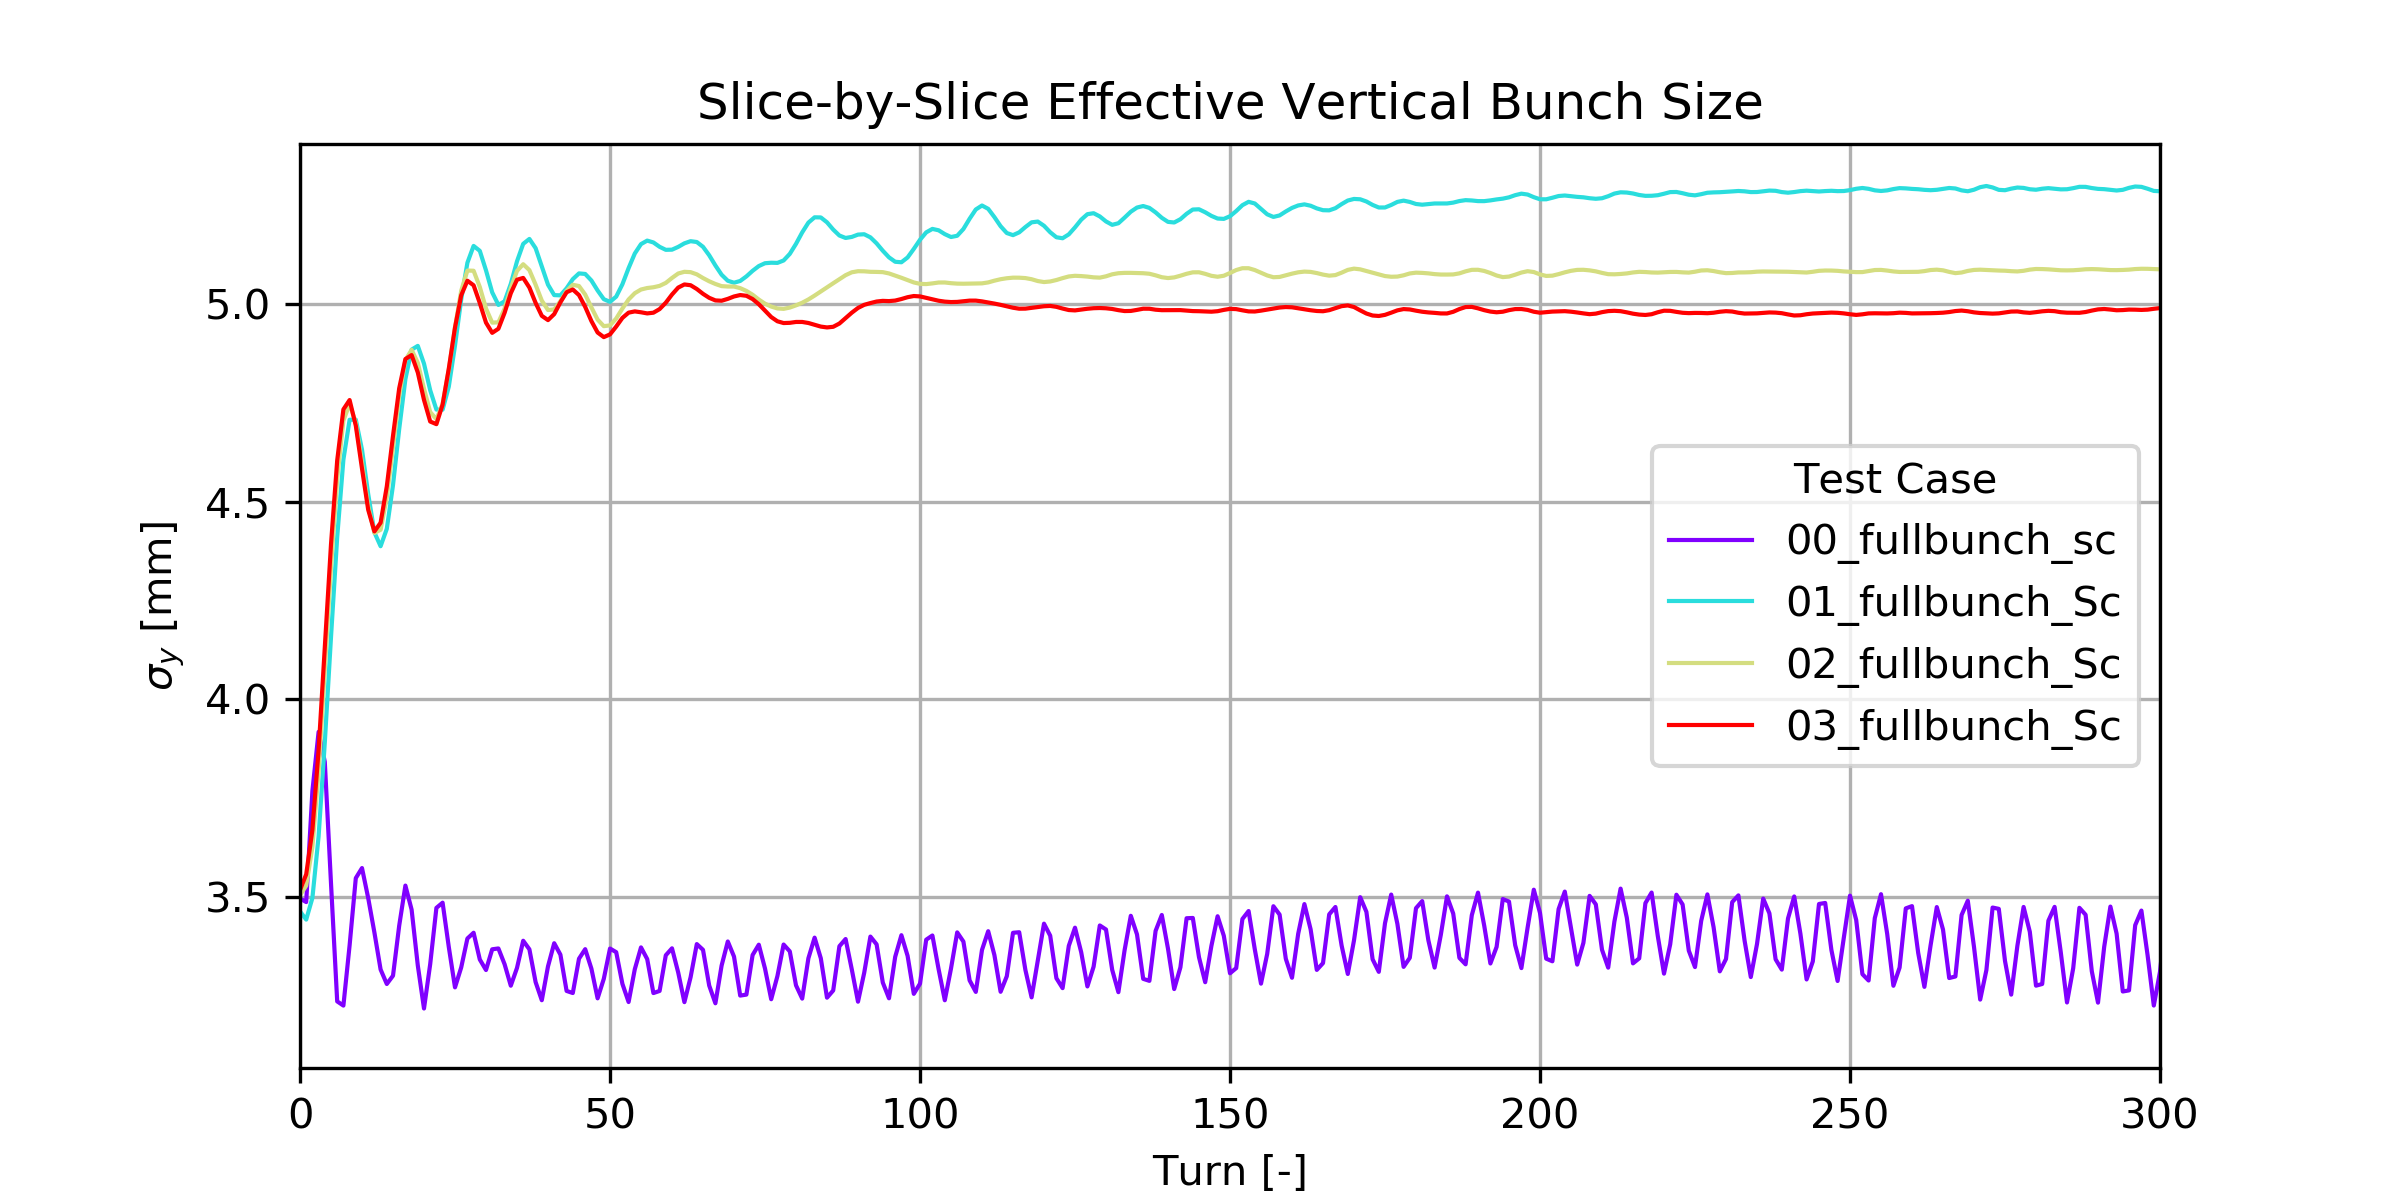 Slice-by-Slice Effective Vertical Bunch Size
σy [mm]
5.0
4.5
4.0
3.5
Test Case
00_fullbunch_sc
01_fullbunch_Sc
02_fullbunch_Sc
03_fullbunch_Sc
0 50 100 150 200 250 300
Turn [-]